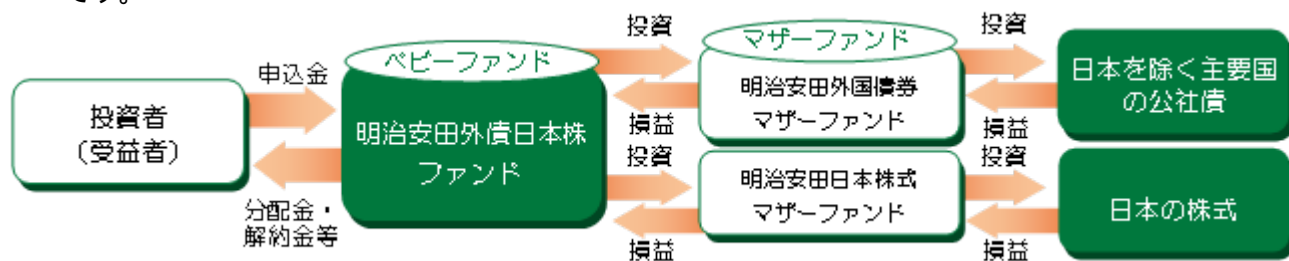 です。
投資者
（受益者）
申込金
分配金・
解約金等
ベビーファンド
明治安田外債日本株
ファンド
投資
損益
投資
損益
マザーファンド
明治安田外国債券
マザーファンド
明治安田日本株式
マザーファンド
投資
損益
投資
損益
日本を除く主要国
の公社債
日本の株式